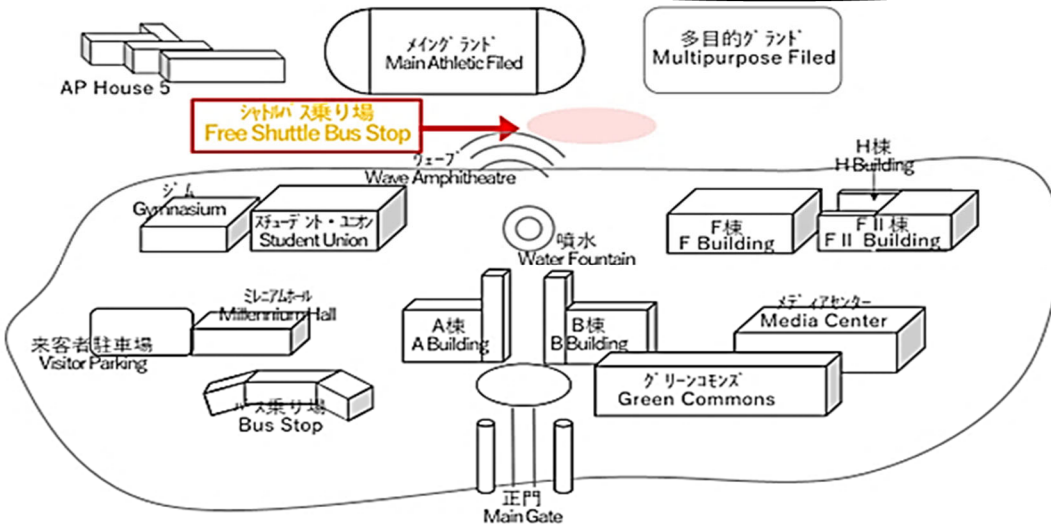 メイングランド
Main Athletic Filed
多目的グランド
Multipurpose Filed
AP House 5
シャトルバス乗り場
Free Shuttle Bus Stop
ウェーブ
Wave Amphitheatre
H棟
H Building
ジム
Gymnasium
スチューデント・ユニオン
Student Union
噴水
Water Fountain
F棟
F Building
FⅡ棟
FⅡ Building
ミレニアムホール
Millennium Hall
来客者駐車場
Visitor Parking
A棟
A Building
B棟
B Building
メディアセンター
Media Center
グリーンコモンズ
Green Commons
バス乗り場
Bus Stop
正門
Main Gate